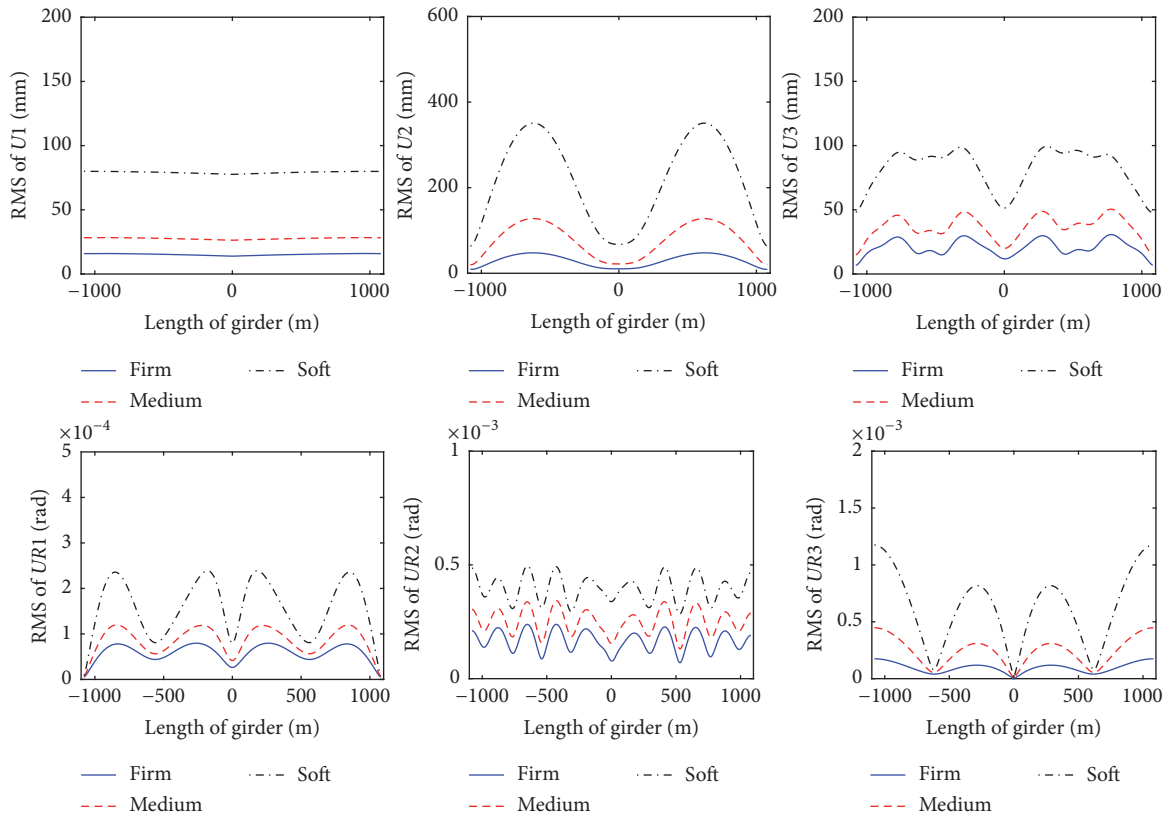 200
150
100
50
0
RMS of U1 (mm)
−1000 0 1000
Length of girder (m)
Firm Soft
Medium
600
400
200
0
RMS of U2 (mm)
−1000 0 1000
Length of girder (m)
Firm Soft
Medium
200
150
100
50
0
RMS of U3 (mm)
−1000 0 1000
Length of girder (m)
Firm Soft
Medium
×10−4
5
4
3
2
1
0
RMS of UR1 (rad)
−1000 −500 0 500 1000
Length of girder (m)
Firm Soft
Medium
×10−3
1
0.5
0
RMS of UR2 (rad)
−1000 −500 0 500 1000
Length of girder (m)
Firm Soft
Medium
×10−3
2
1.5
1
0.5
0
RMS of UR3 (rad)
−1000 −500 0 500 1000
Length of girder (m)
Firm Soft
Medium